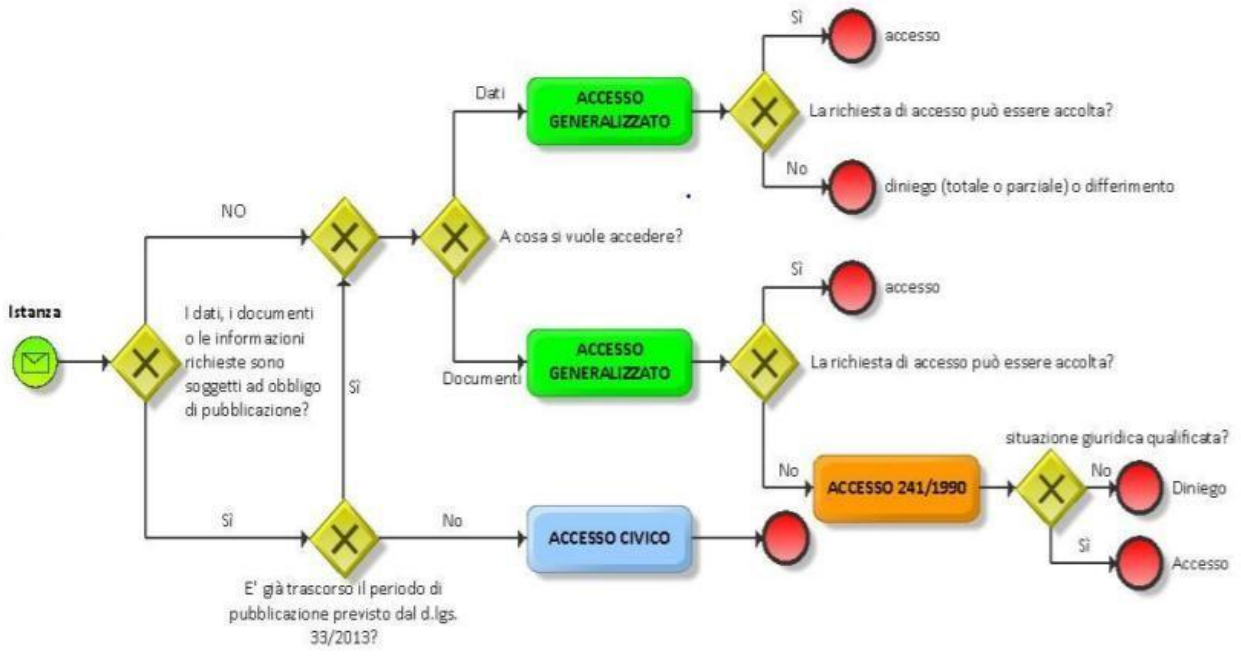 Istanza
I dati, i documenti
o le informazioni
richieste sono
soggetti ad obbligo
di pubblicazione?
NO
Sì
E' già trascorso il periodo di
pubblicazione previsto dal d.lgs.
33/2013?
Sì
No
ACCESSO CIVICO
A cosa si vuole accedere?
Dati
ACCESSO
GENERALIZZATO
La richiesta di accesso può essere accolta?
Sì
accesso
No
diniego (totale o parziale) o differimento
Documenti
ACCESSO
GENERALIZZATO
La richiesta di accesso può essere accolta?
Sì
accesso
No
ACCESSO 241/1990
situazione giuridica qualificata?
No
Diniego
Sì
Accesso